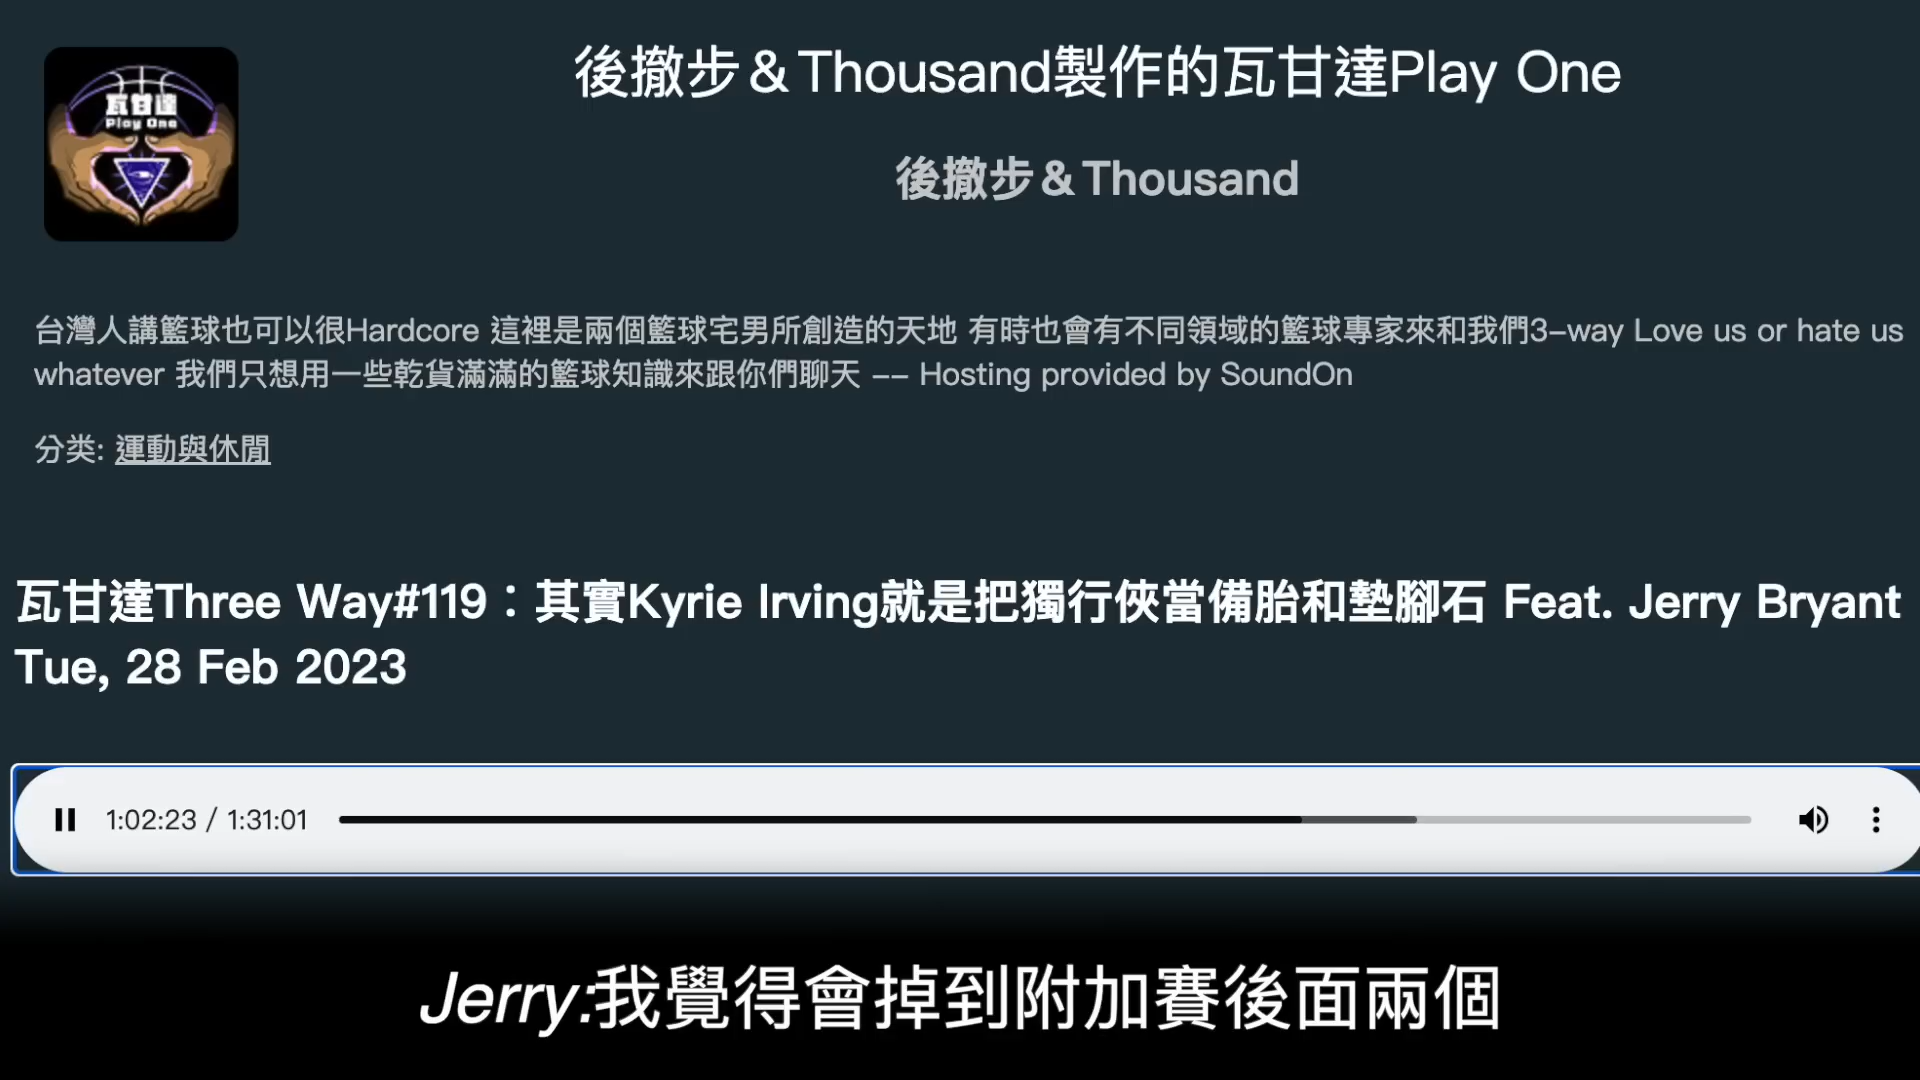 瓦甘達
Play One
後撤步&Thousand製作的瓦甘達Play One
後撤步&Thousand
台灣人講籃球也可以很Hardcore 這裡是兩個籃球宅男所創造的天地 有時也會有不同領域的籃球專家來和我們3-way Love us or hate us
whatever 我們只想用一些乾貨滿滿的籃球知識來跟你們聊天 -- Hosting provided by SoundOn
分类: 運動與休閒
瓦甘達Three Way#119：其實Kyrie Irving就是把獨行俠當備胎和墊腳石 Feat. Jerry Bryant
Tue, 28 Feb 2023
1:02:23 / 1:31:01
Jerry:我覺得會掉到附加賽後面兩個